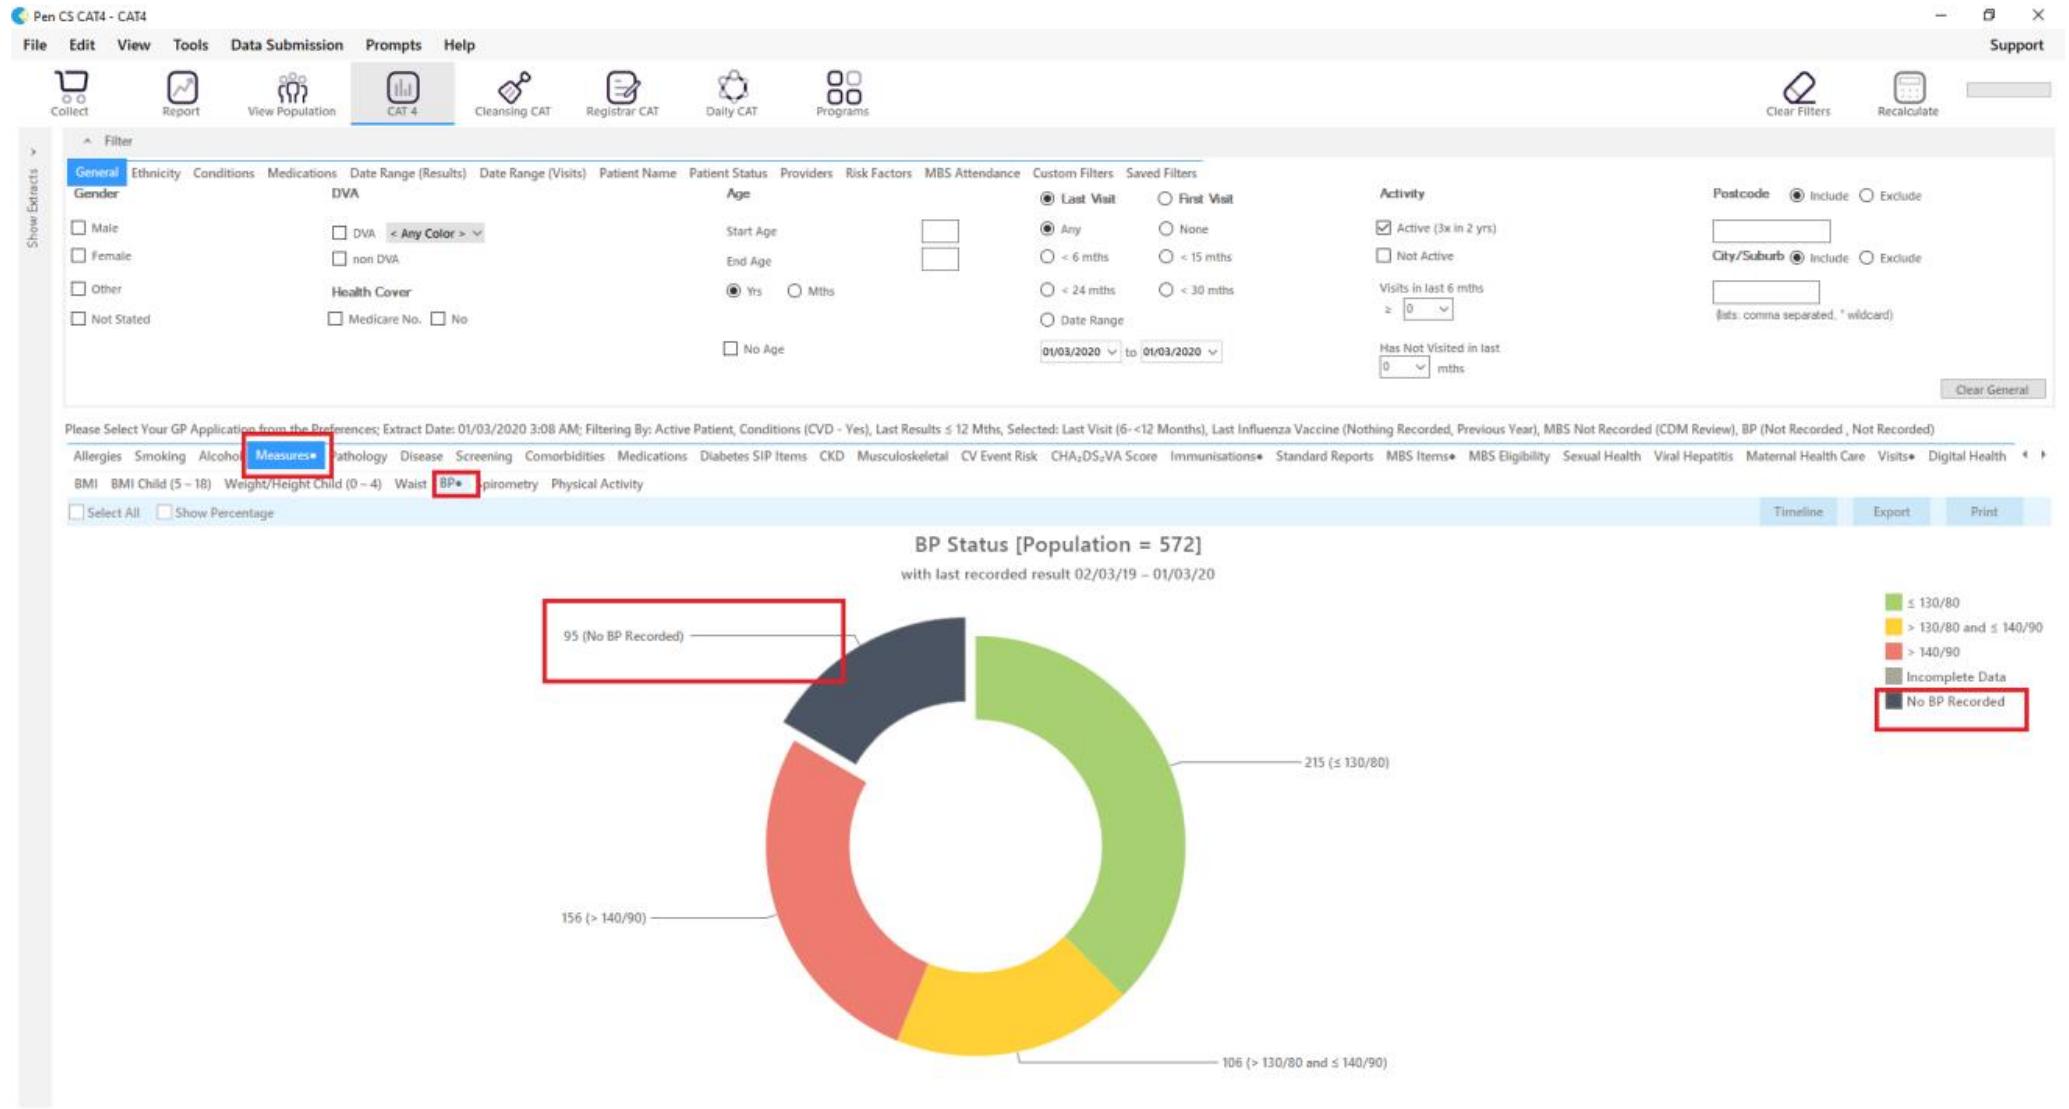 Pen CS CAT4 - CAT4
File Edit View Tools Data Submission Prompts Help Support
Collect Report View Population CAT 4 Cleansing CAT Registrar CAT Daily CAT Programs Clear Filters Recalculate
Show Extracts
Filter
General Ethnicity Conditions Medications Date Range (Results) Date Range (Visits) Patient Name Patient Status Providers Risk Factors MBS Attendance Custom Filters Saved Filters
Gender DVA Age Last Visit First Visit Activity Postcode Include Exclude
Male DVA < Any Color > Start Age Any None Active (3x in 2 yrs)
Female non DVA End Age < 6 mths < 15 mths Not Active City/Suburb Include Exclude
Other Health Cover Yrs Mths < 24 mths < 30 mths Visits in last 6 mths
≥ 0
Not Stated Medicare No. No Date Range (lists: comma separated, * wildcard)
No Age 01/03/2020 to 01/03/2020 Has Not Visited in last
0 mths
Clear General
Please Select Your GP Application from the Preferences; Extract Date: 01/03/2020 3:08 AM; Filtering By: Active Patient, Conditions (CVD - Yes), Last Results ≤ 12 Mths, Selected: Last Visit (6-<12 Months), Last Influenza Vaccine (Nothing Recorded, Previous Year), MBS Not Recorded (CDM Review), BP (Not Recorded , Not Recorded)
Allergies Smoking Alcohol Measures• Pathology Disease Screening Comorbidities Medications Diabetes SIP Items CKD Musculoskeletal CV Event Risk CHA₂DS₂VA Score Immunisations• Standard Reports MBS Items• MBS Eligibility Sexual Health Viral Hepatitis Maternal Health Care Visits• Digital Health
BMI BMI Child (5 – 18) Weight/Height Child (0 – 4) Waist BP• Spirometry Physical Activity
Select All Show Percentage Timeline Export Print
BP Status [Population = 572]
with last recorded result 02/03/19 – 01/03/20
≤ 130/80
> 130/80 and ≤ 140/90
> 140/90
Incomplete Data
No BP Recorded
95 (No BP Recorded)
215 (≤ 130/80)
156 (> 140/90)
106 (> 130/80 and ≤ 140/90)